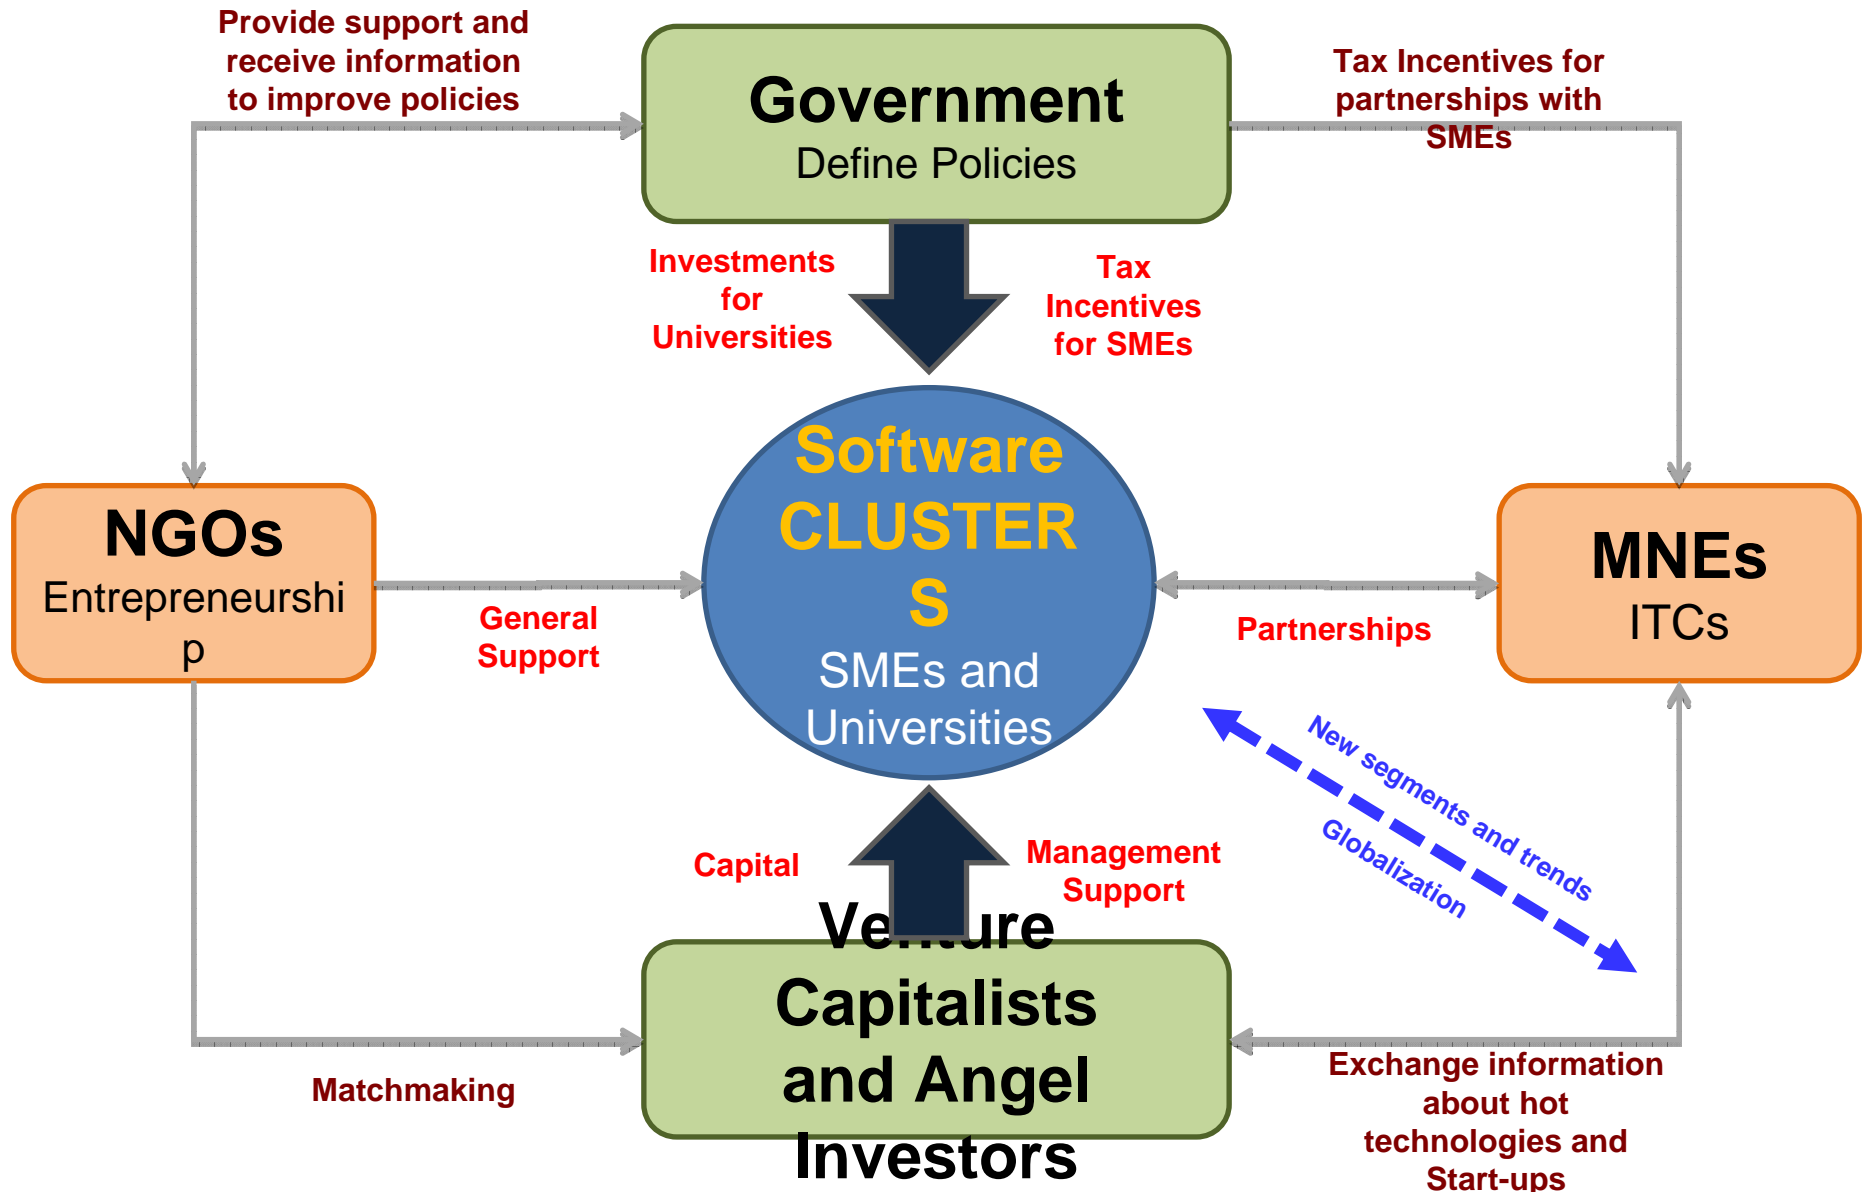 Provide support and
receive information
to improve policies
Government
Define Policies
Tax Incentives for
partnerships with
SMEs
Investments
for
Universities
Tax
Incentives
for SMEs
Software
CLUSTER
S
SMEs and
Universities
NGOs
Entrepreneurshi
p
General
Support
Partnerships
MNEs
ITCs
New segments and trends
Globalization
Capital
Management
Support
Venture
Capitalists
and Angel
Investors
Matchmaking
Exchange information
about hot
technologies and
Start-ups